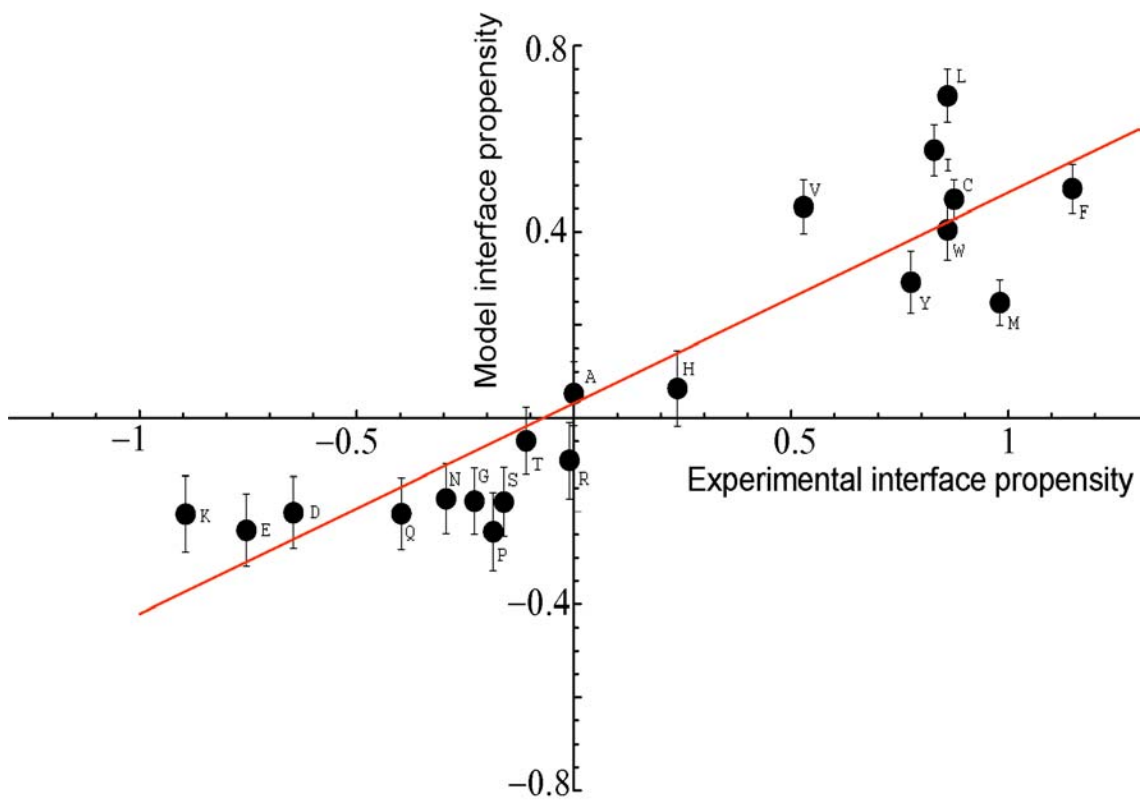 Model interface propensity
0.8
L
I
V
C
F
0.4
W
Y
M
A
H
−1
−0.5
0.5
1
T
R
Experimental interface propensity
N
G
S
K
E
D
Q
P
−0.4
−0.8